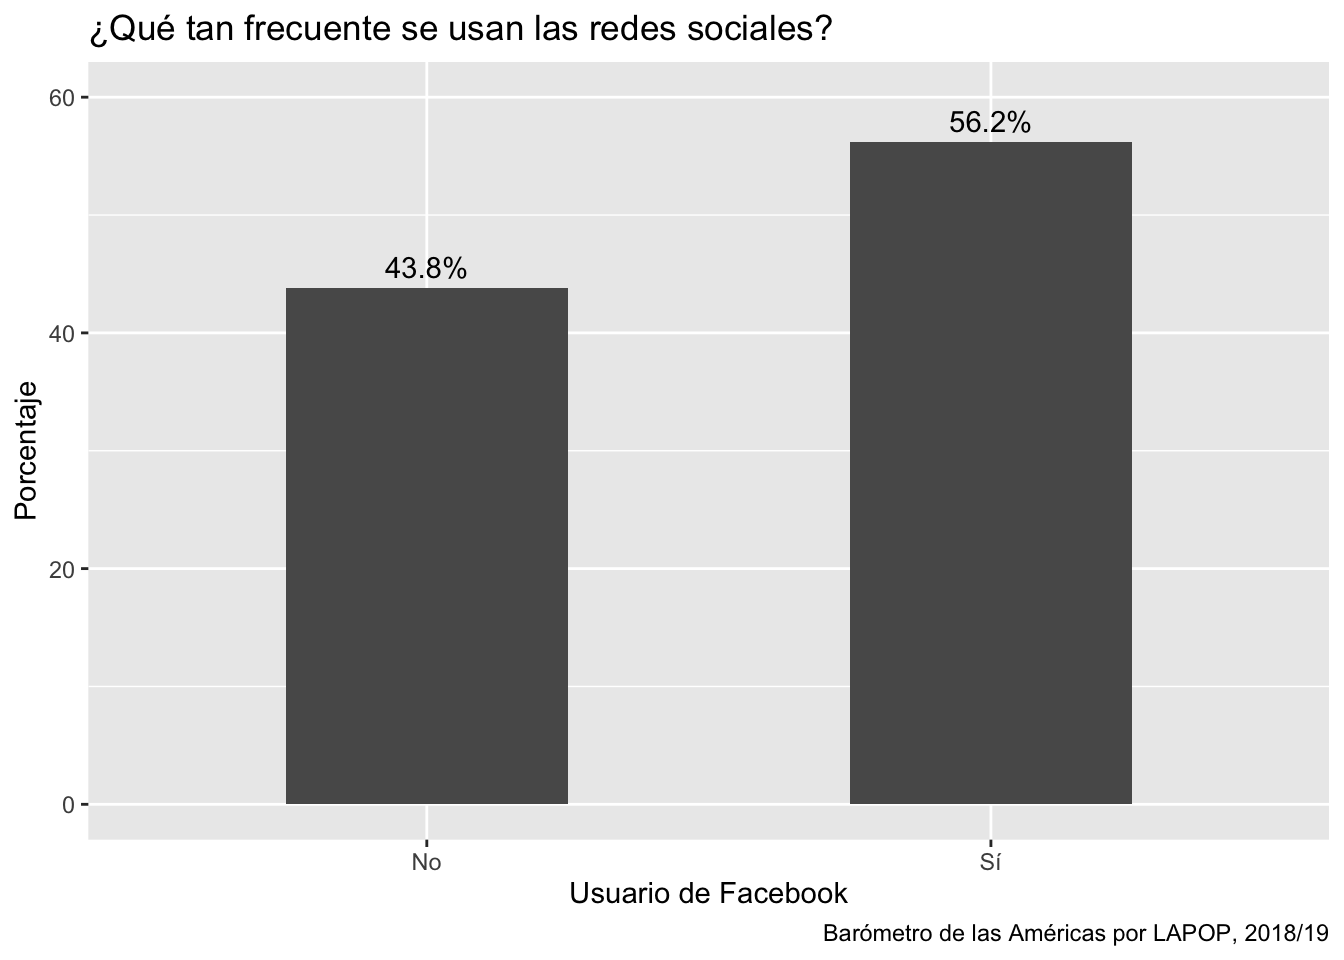 ¿Qué tan frecuente se usan las redes sociales?
60
56.2%
43.8%
40
Porcentaje
20
0
No
Sí
Usuario de Facebook
Barómetro de las Américas por LAPOP, 2018/19